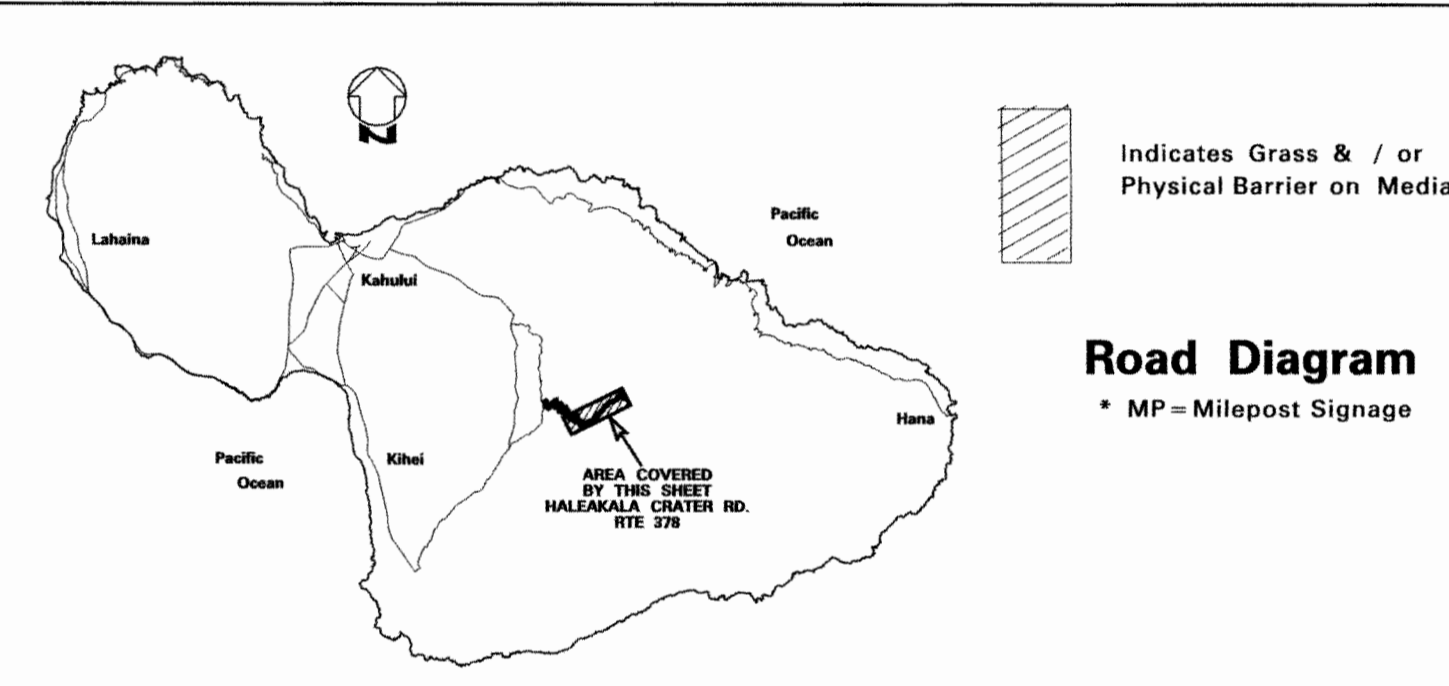 N
Indicates Grass & / or
Physical Barrier on Media
Pacific
Ocean
Lahaina
Kahului
Road Diagram
* MP = Milepost Signage
Hana
Pacific
Ocean
Kihei
AREA COVERED
BY THIS SHEET
HALEAKALA CRATER RD.
RTE 378